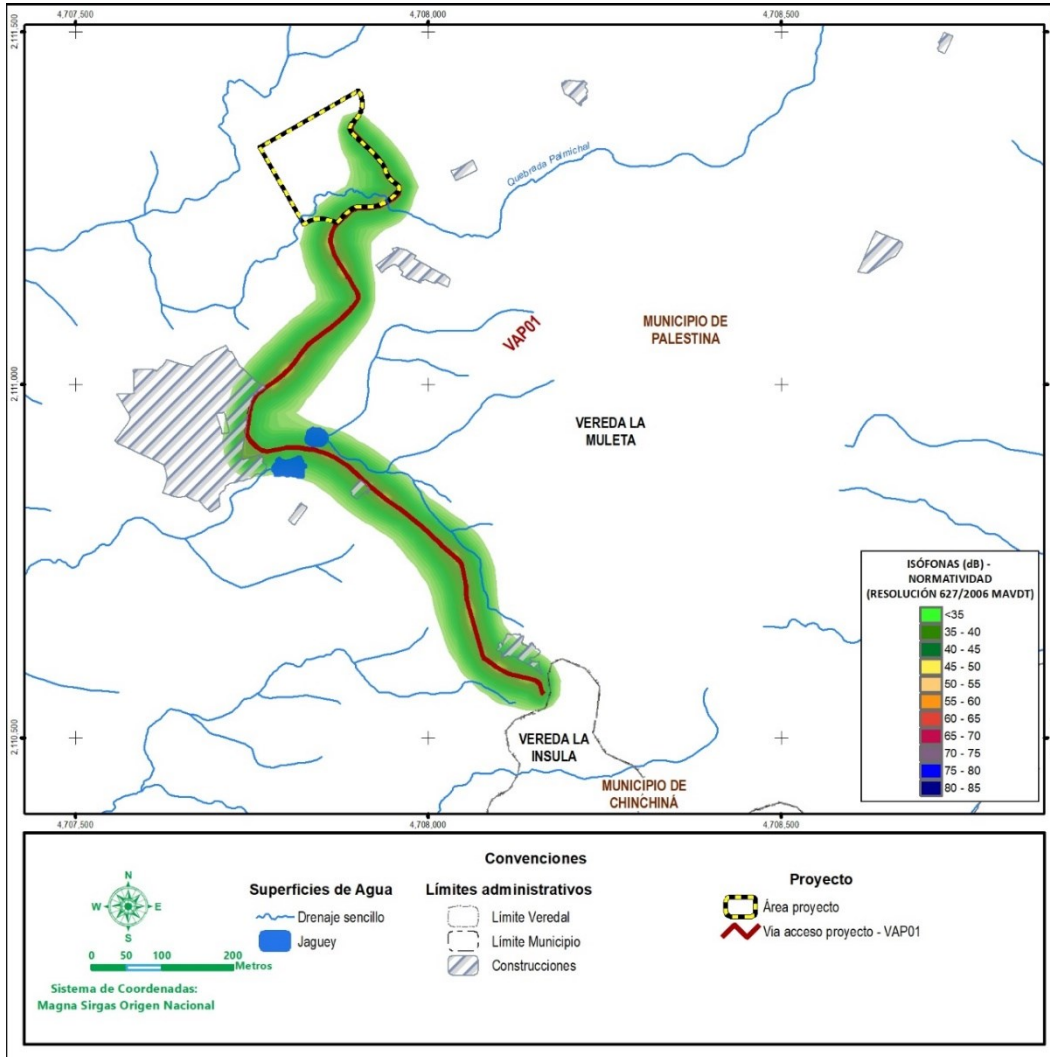 4,707,500
4,708,000
4,708,500
2,111,500
Quebrada Palmichal
VAP01
MUNICIPIO DE
PALESTINA
2,111,000
VEREDA LA
MULETA
ISÓFONAS (dB) -
NORMATIVIDAD
(RESOLUCIÓN 627/2006 MAVDT)
<35
35 - 40
40 - 45
45 - 50
50 - 55
55 - 60
60 - 65
65 - 70
70 - 75
75 - 80
80 - 85
2,110,500
VEREDA LA
INSULA
MUNICIPIO DE
CHINCHINÁ
4,707,500
4,708,000
4,708,500
Convenciones
N
W
E
S
0 50 100 200
Metros
Sistema de Coordenadas:
Magna Sirgas Origen Nacional
Superficies de Agua
Drenaje sencillo
Jaguey
Límites administrativos
Límite Veredal
Límite Municipio
Construcciones
Proyecto
Área proyecto
Via acceso proyecto - VAP01